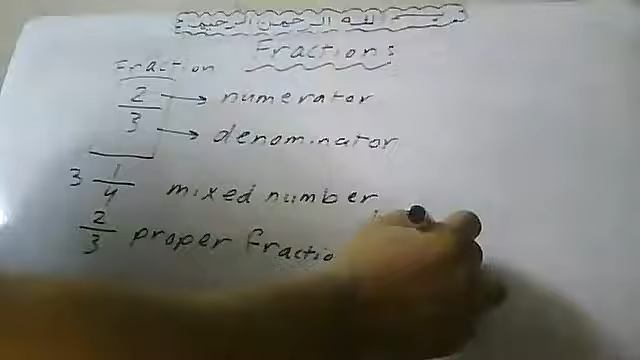 بسم الله الرحمن الرحيم
Fractions
Fraction
2/3 → numerator
→ denominator
3 1/4 mixed number
2/3 proper fractio